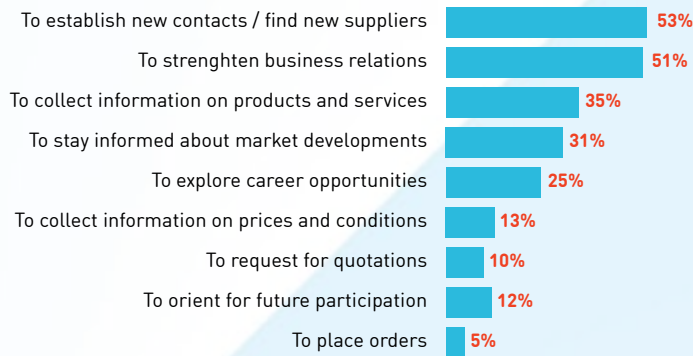 To establish new contacts / find new suppliers 53%
To strenghten business relations 51%
To collect information on products and services 35%
To stay informed about market developments 31%
To explore career opportunities 25%
To collect information on prices and conditions 13%
To request for quotations 10%
To orient for future participation 12%
To place orders 5%